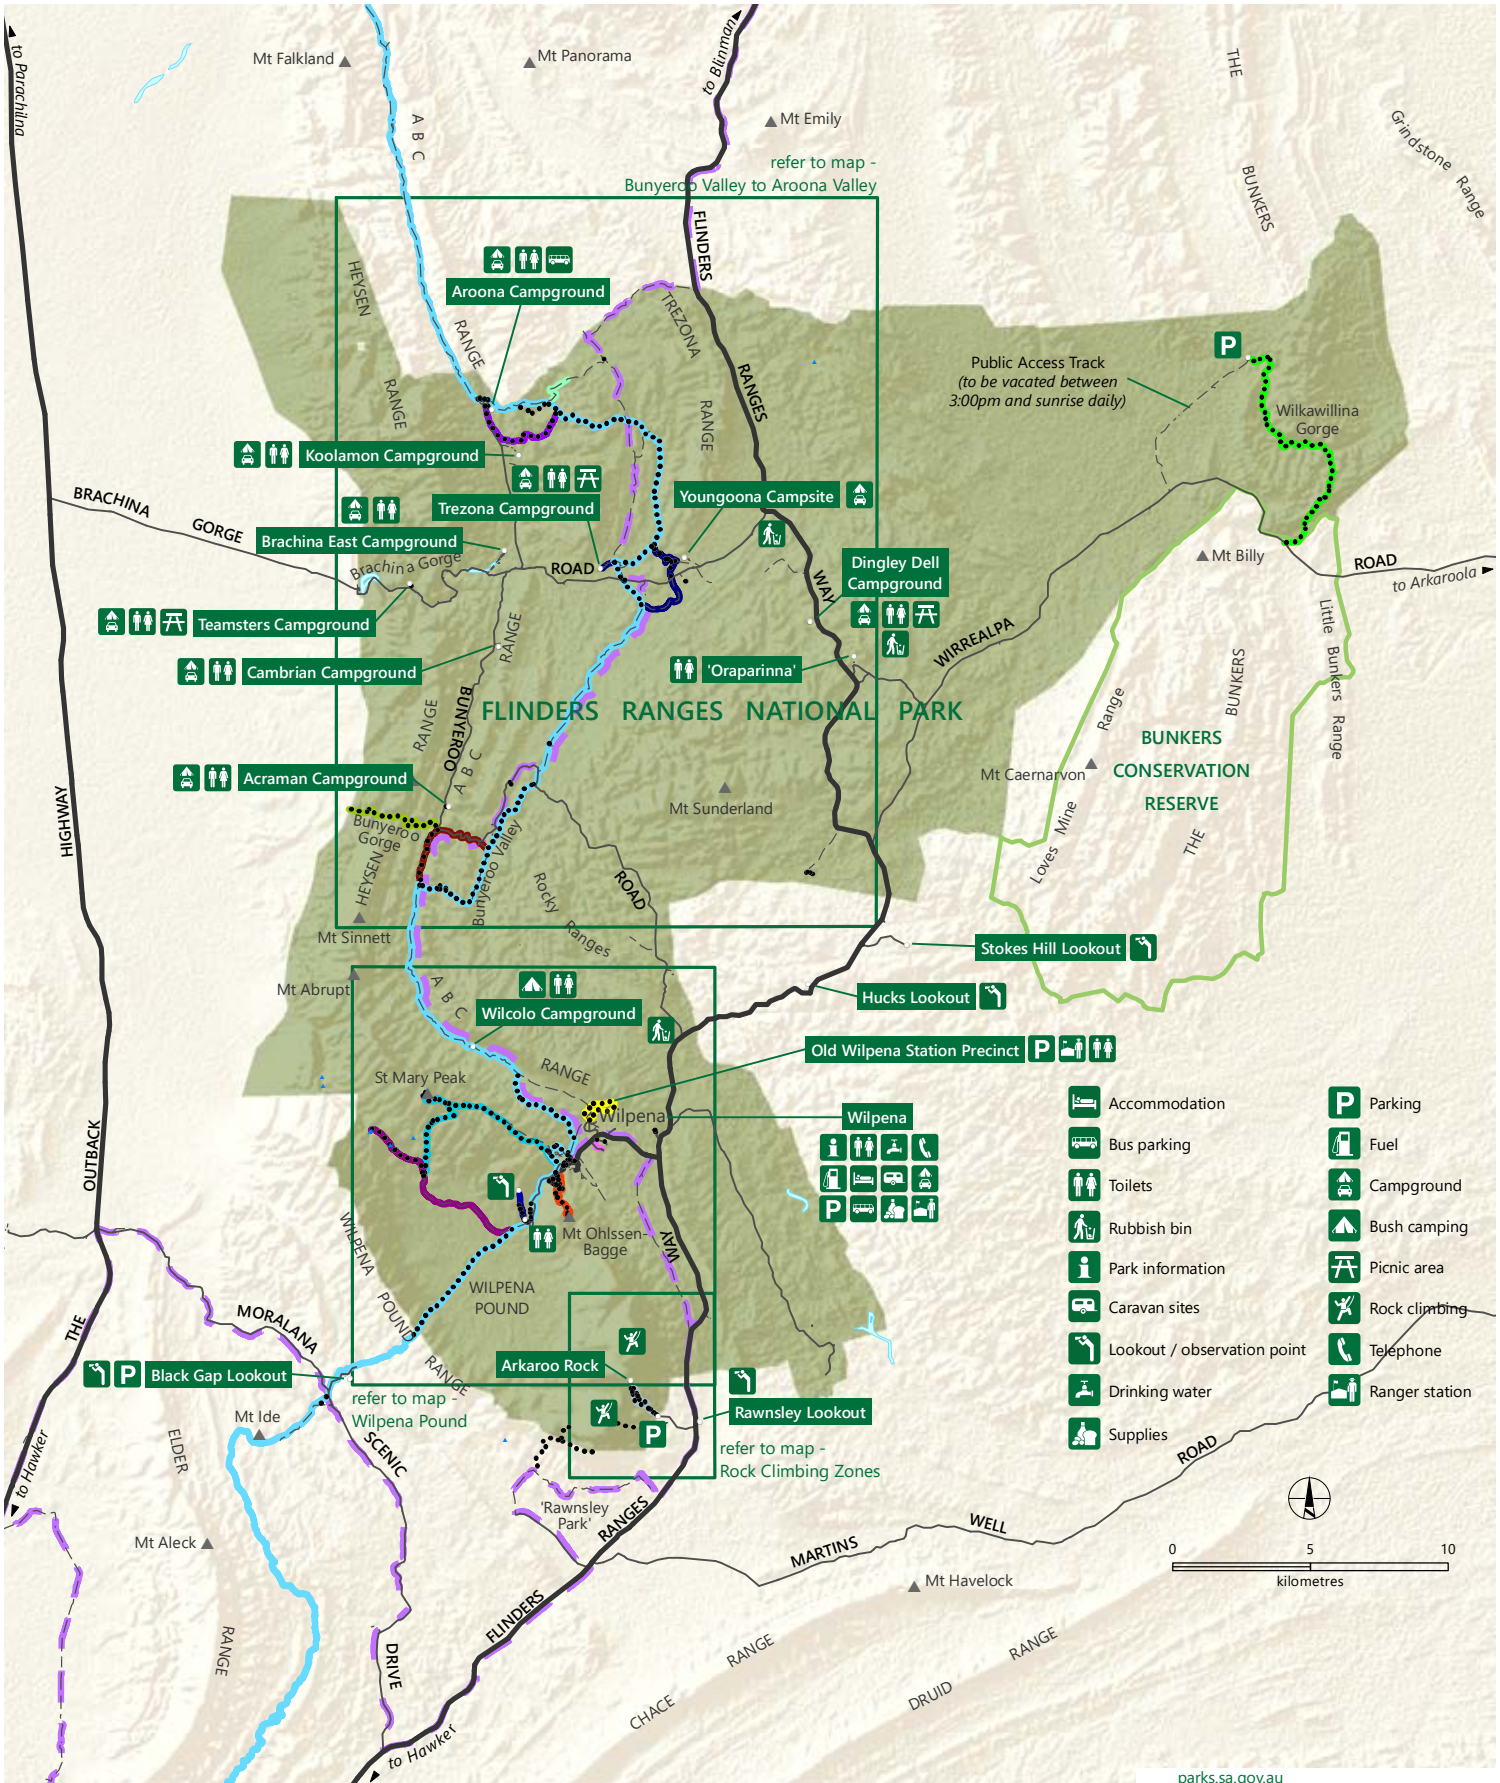 to Parachilna
Mt Falkland
Mt Panorama
to Blinman
Mt Emily
A B C
THE
BUNKERS
Grindstone Range
refer to map -
Bunyeroo Valley to Aroona Valley
HEYSEN
RANGE
FLINDERS
Aroona Campground
RANGE
TREZONA
RANGE
RANGES
P
Public Access Track
(to be vacated between
3:00pm and sunrise daily)
Wilkawillina
Gorge
Koolamon Campground
Trezona Campground
Youngoona Campsite
BRACHINA
GORGE
Brachina East Campground
Brachina Gorge
ROAD
Dingley Dell
Campground
WAY
Mt Billy
ROAD
to Arkaroola
Teamsters Campground
RANGE
WIRREALPA
Little Bunkers Range
Cambrian Campground
'Oraparinna'
BUNYEROO
RANGE
FLINDERS RANGES NATIONAL PARK
BUNKERS
Range
BUNKERS
CONSERVATION
RESERVE
Acraman Campground
A B C
Mt Sunderland
Mt Caernarvon
HIGHWAY
Bunyeroo
Gorge
HEYSEN
Bunyeroo Valley
Loves Mine
THE
ROAD
Rocky
Ranges
Mt Sinnett
Stokes Hill Lookout
Mt Abrupt
A B C
Hucks Lookout
Wilcolo Campground
Old Wilpena Station Precinct
P
St Mary Peak
RANGE
Wilpena
Wilpena
P
OUTBACK
Accommodation
Bus parking
Toilets
Rubbish bin
Park information
Caravan sites
Lookout / observation point
Drinking water
Supplies
P
Parking
Fuel
Campground
Bush camping
Picnic area
Rock climbing
Telephone
Ranger station
Mt Ohlssen-
Bagge
WAY
WILPENA
POUND
RANGE
WILPENA
POUND
THE
MORALANA
P
Black Gap Lookout
Arkaroo Rock
refer to map -
Wilpena Pound
Rawnsley Lookout
P
Mt Ide
refer to map -
Rock Climbing Zones
ELDER
SCENIC
to Hawker
'Rawnsley
Park'
RANGES
Mt Aleck
MARTINS
WELL
ROAD
N
0 5 10
kilometres
Mt Havelock
FLINDERS
RANGE
DRIVE
CHACE
RANGE
DRUID
RANGE
to Hawker
parks.sa.gov.au